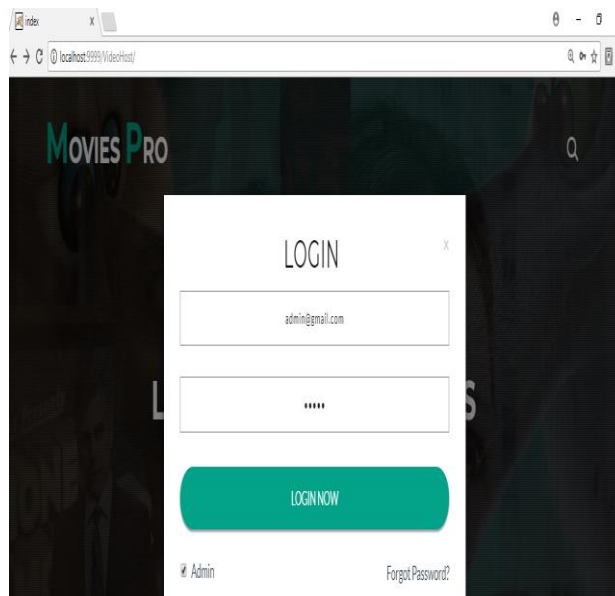 index
localhost:9999/VideoHost/
MOVIES PRO
LOGIN
x
admin@gmail.com
•••••
LOGIN NOW
Admin
Forgot Password?